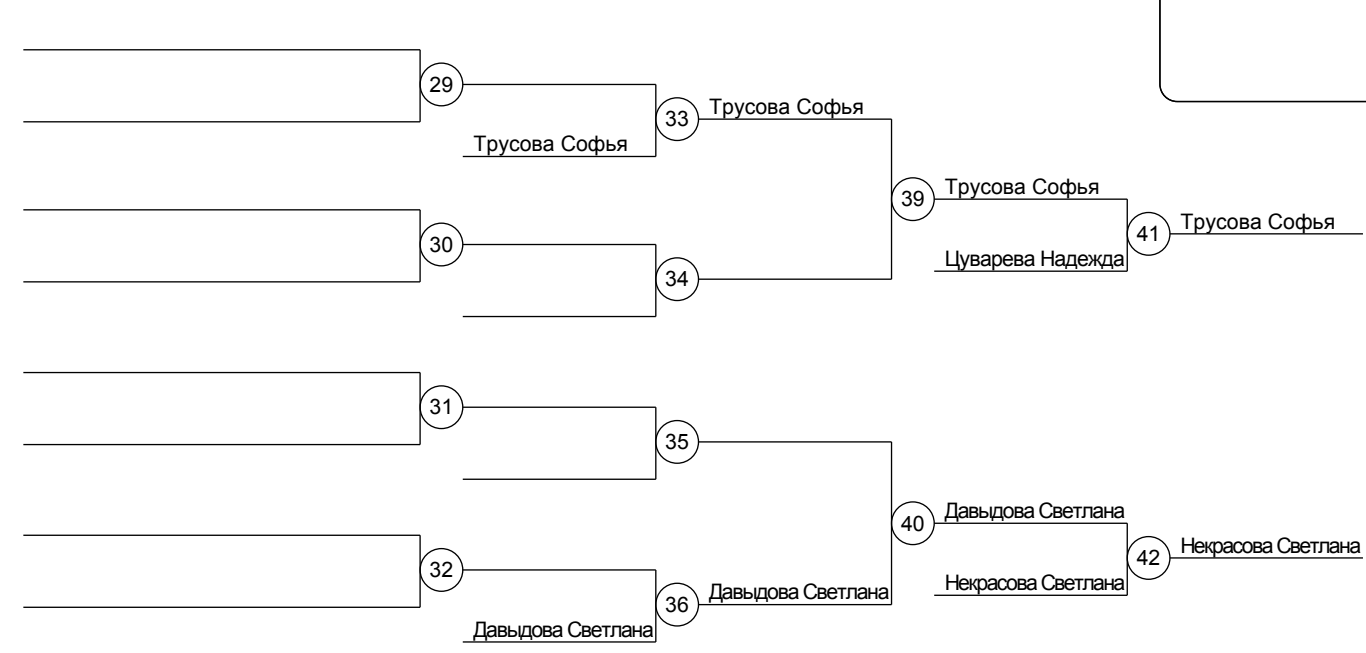 29
33
Трусова Софья
Трусова Софья
39
Трусова Софья
41
Трусова Софья
30
Цуварева Надежда
34
31
35
40
Давыдова Светлана
42
Некрасова Светлана
32
Некрасова Светлана
36
Давыдова Светлана
Давыдова Светлана